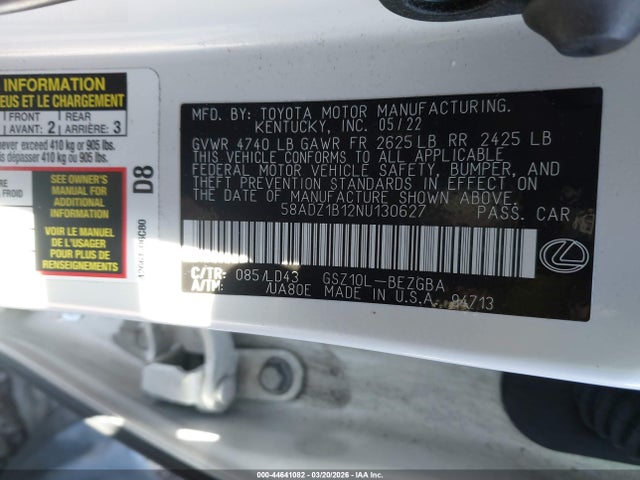 INFORMATION
EUS ET LE CHARGEMENT
FRONT
AVANT: 2
REAR
ARRIÈRE: 3
never exceed 410 kg or 905 lbs.
dépasser 410 kg ou 905 lbs.
FROID
SEE OWNER'S
MANUAL FOR
ADDITIONAL
INFORMATION
VOIR LE MANUEL
DE L'USAGER
POUR PLUS DE
RENSEIGNEMENTS
D8
MFD. BY: TOYOTA MOTOR MANUFACTURING.
KENTUCKY, INC. 05/22
GVWR 4740 LB GAWR FR 2625 LB RR 2425 LB
THIS VEHICLE CONFORMS TO ALL APPLICABLE
FEDERAL MOTOR VEHICLE SAFETY, BUMPER, AND
THEFT PREVENTION STANDARDS IN EFFECT ON
THE DATE OF MANUFACTURE SHOWN ABOVE.
58ADZ1B12NU130627 PASS. CAR
C/TR: 085/LD43 GSZ10L-BEZGBA
A/TM: /UA80E MADE IN U.S.A. 94713
000-44641082 | 03/20/2026 | IAA Inc.